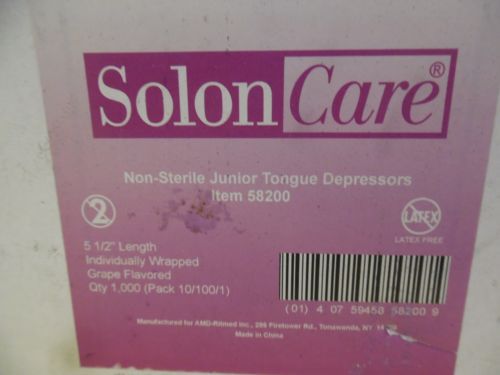 Solon Care®
Non-Sterile Junior Tongue Depressors
Item 58200
2
LATEX
LATEX FREE
5 1/2" Length
Individually Wrapped
Grape Flavored
Qty 1,000 (Pack 10/100/1)
(01) 4 07 59458 58200 9
Manufactured for AMD-Ritmed Inc., 295 Firetower Rd., Tonawanda, NY
Made in China